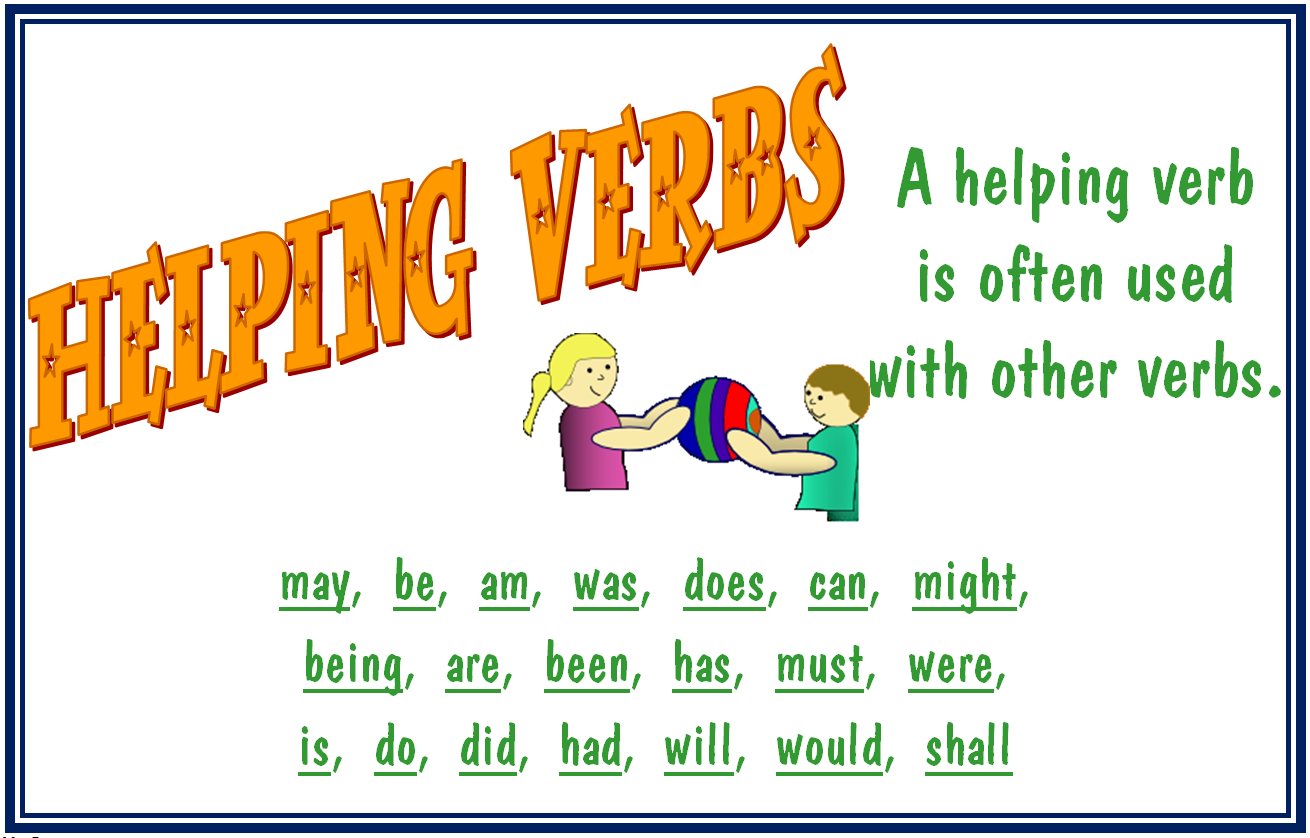 HELPING VERBS
A helping verb
is often used
with other verbs.
may, be, am, was, does, can, might,
being, are, been, has, must, were,
is, do, did, had, will, would, shall